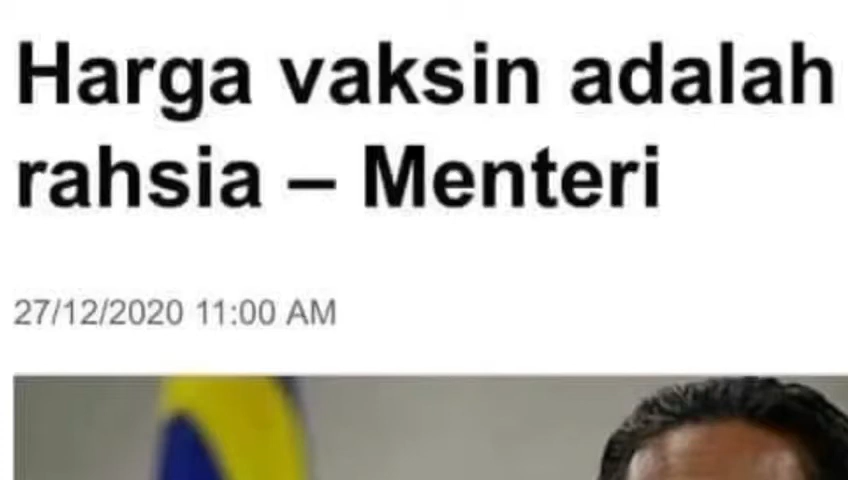 Harga vaksin adalah
rahsia – Menteri
27/12/2020 11:00 AM